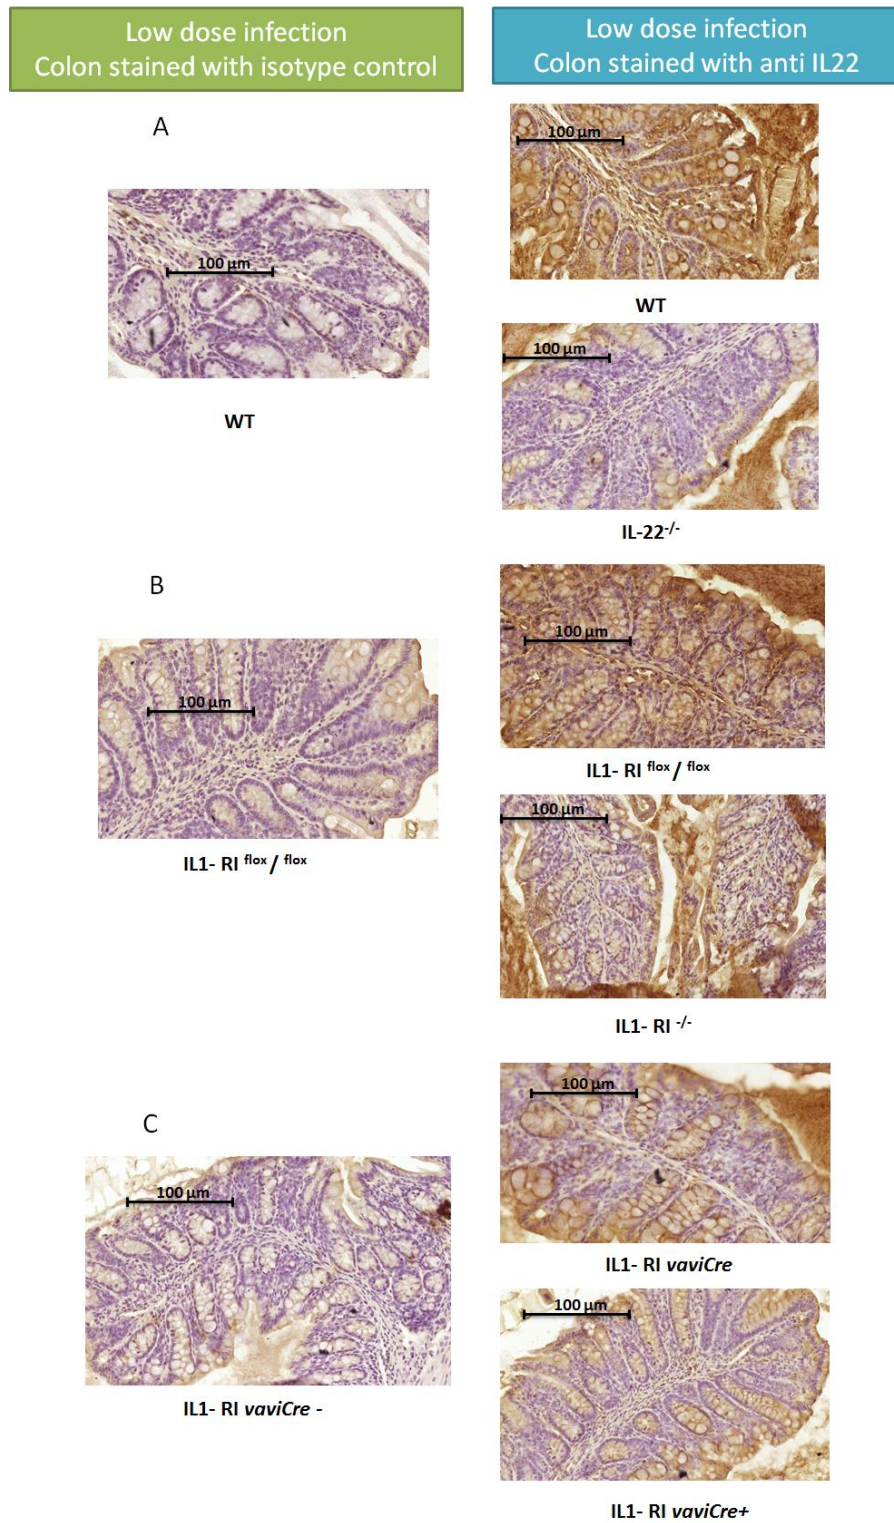 Low dose infection
Colon stained with isotype control
Low dose infection
Colon stained with anti IL22
A
100 µm
WT
100 µm
WT
100 µm
IL-22-/-
B
100 µm
IL1- RI flox / flox
100 µm
IL1- RI flox / flox
100 µm
IL1- RI -/-
C
100 µm
IL1- RI vaviCre -
100 µm
IL1- RI vaviCre
100 µm
IL1- RI vaviCre+